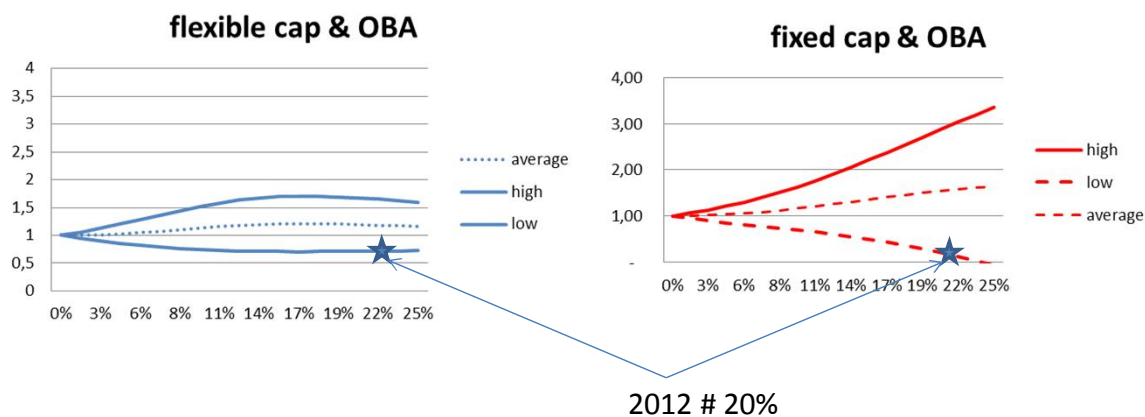 flexible cap & OBA
4
3,5
3
2,5
2
1,5
1
0,5
0
0% 3% 6% 8% 11% 14% 17% 19% 22% 25%
average
high
low
fixed cap & OBA
4,00
3,00
2,00
1,00
-
0% 3% 6% 8% 11% 14% 17% 19% 22% 25%
high
low
average
2012 # 20%